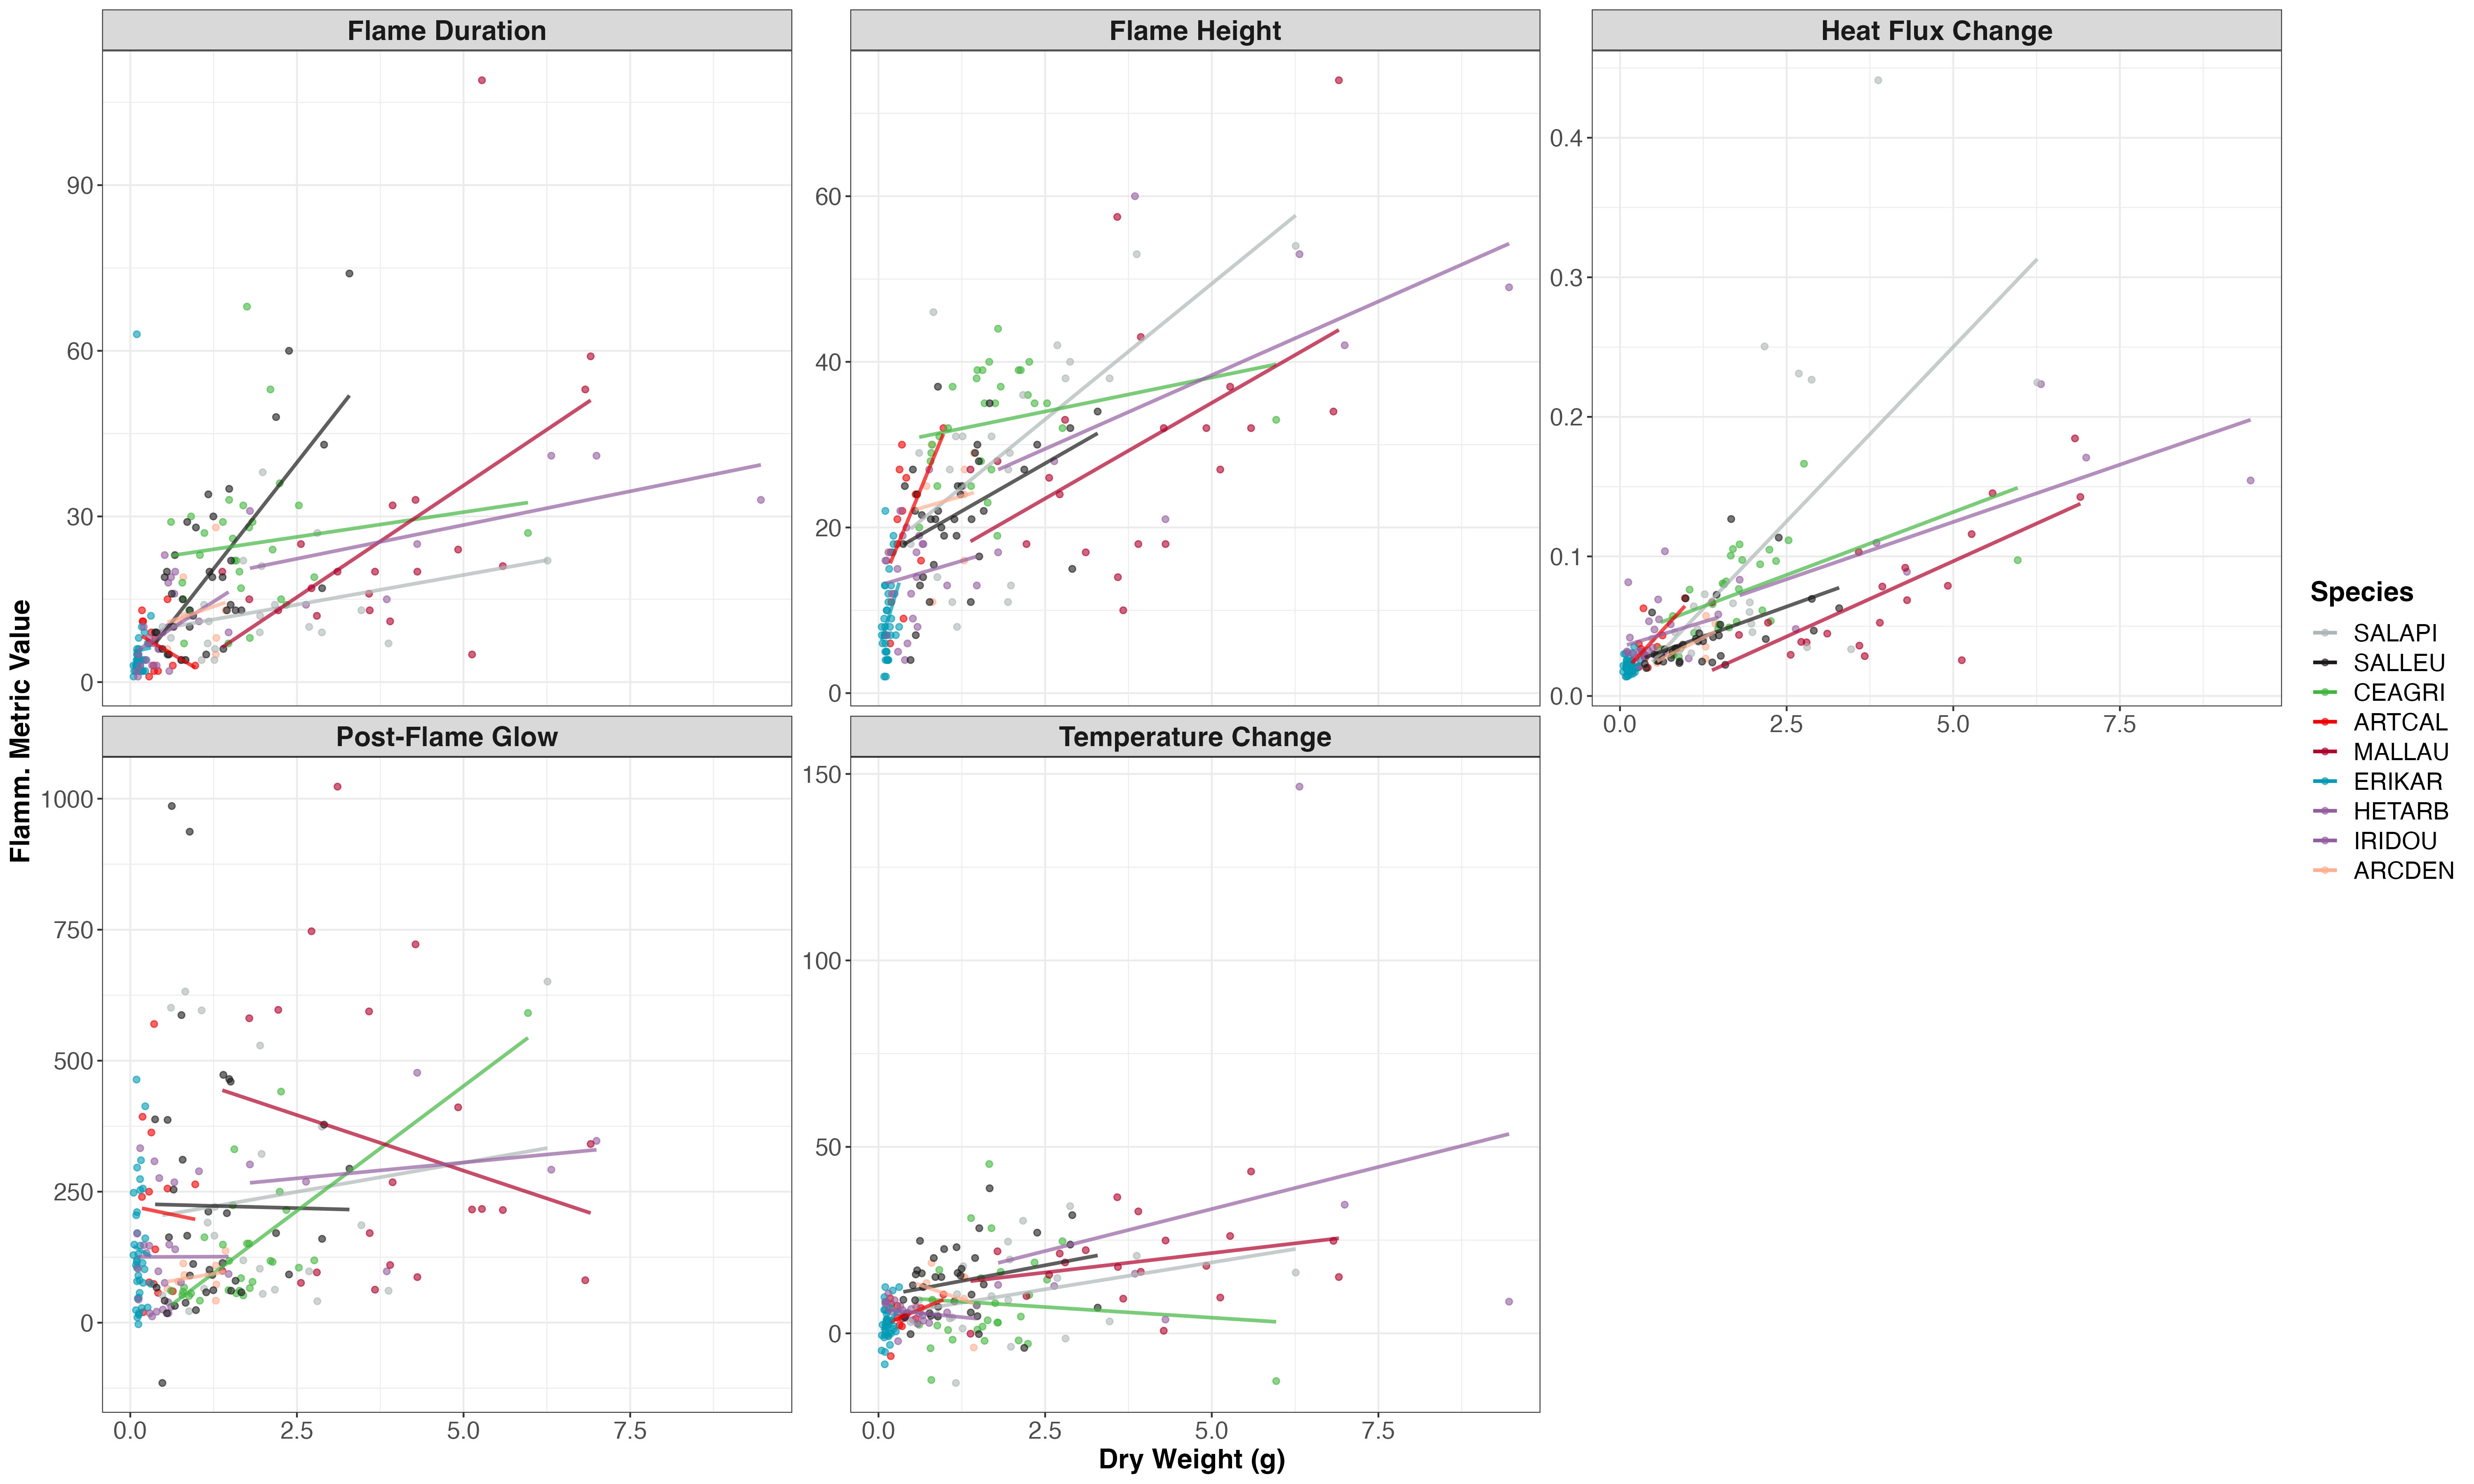 Flame Duration
Flame Height
Heat Flux Change
90
60
30
0
60
40
20
0
0.4
0.3
0.2
0.1
0.0
0.0 2.5 5.0 7.5
Post-Flame Glow
Temperature Change
1000
750
500
250
0
150
100
50
0
0.0 2.5 5.0 7.5
0.0 2.5 5.0 7.5
Dry Weight (g)
Flamm. Metric Value
Species
SALAPI
SALLEU
CEAGRI
ARTCAL
MALLAU
ERIKAR
HETARB
IRIDOU
ARCDEN